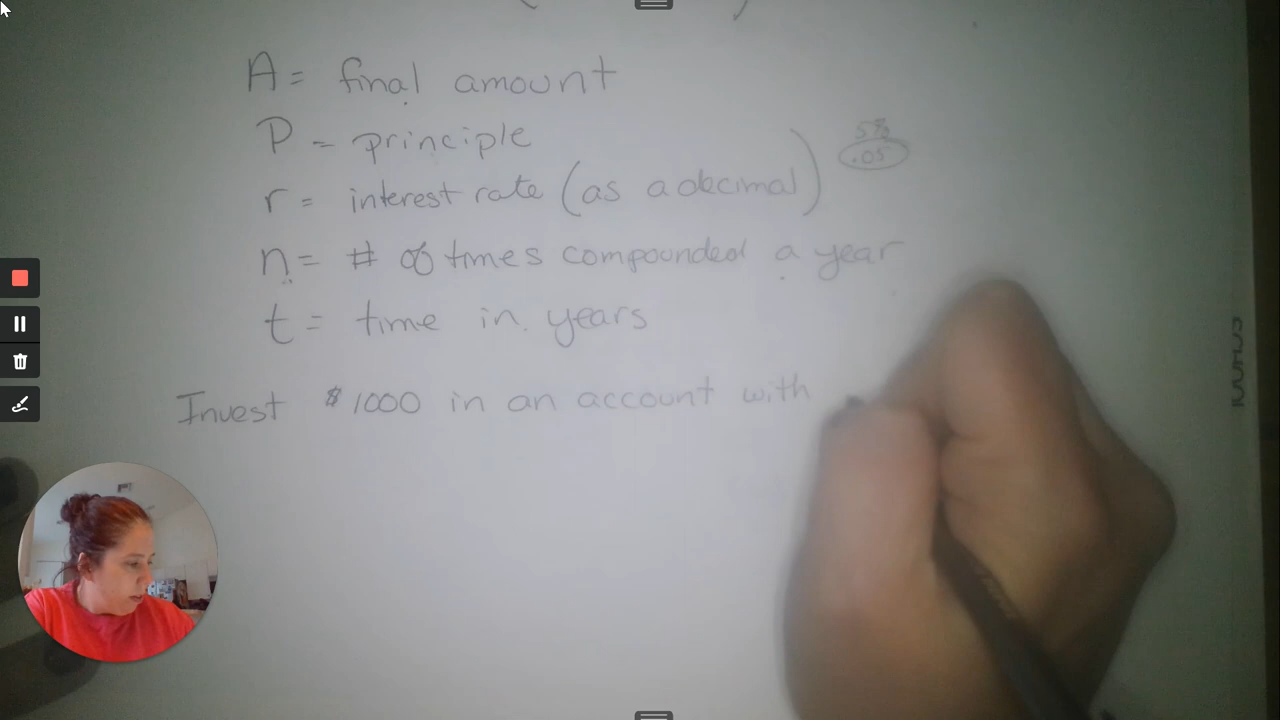 A = final amount
P = principle
r = interest rate (as a decimal)
5%
.05
n = # of times compounded a year
t = time in years
Invest $1000 in an account with